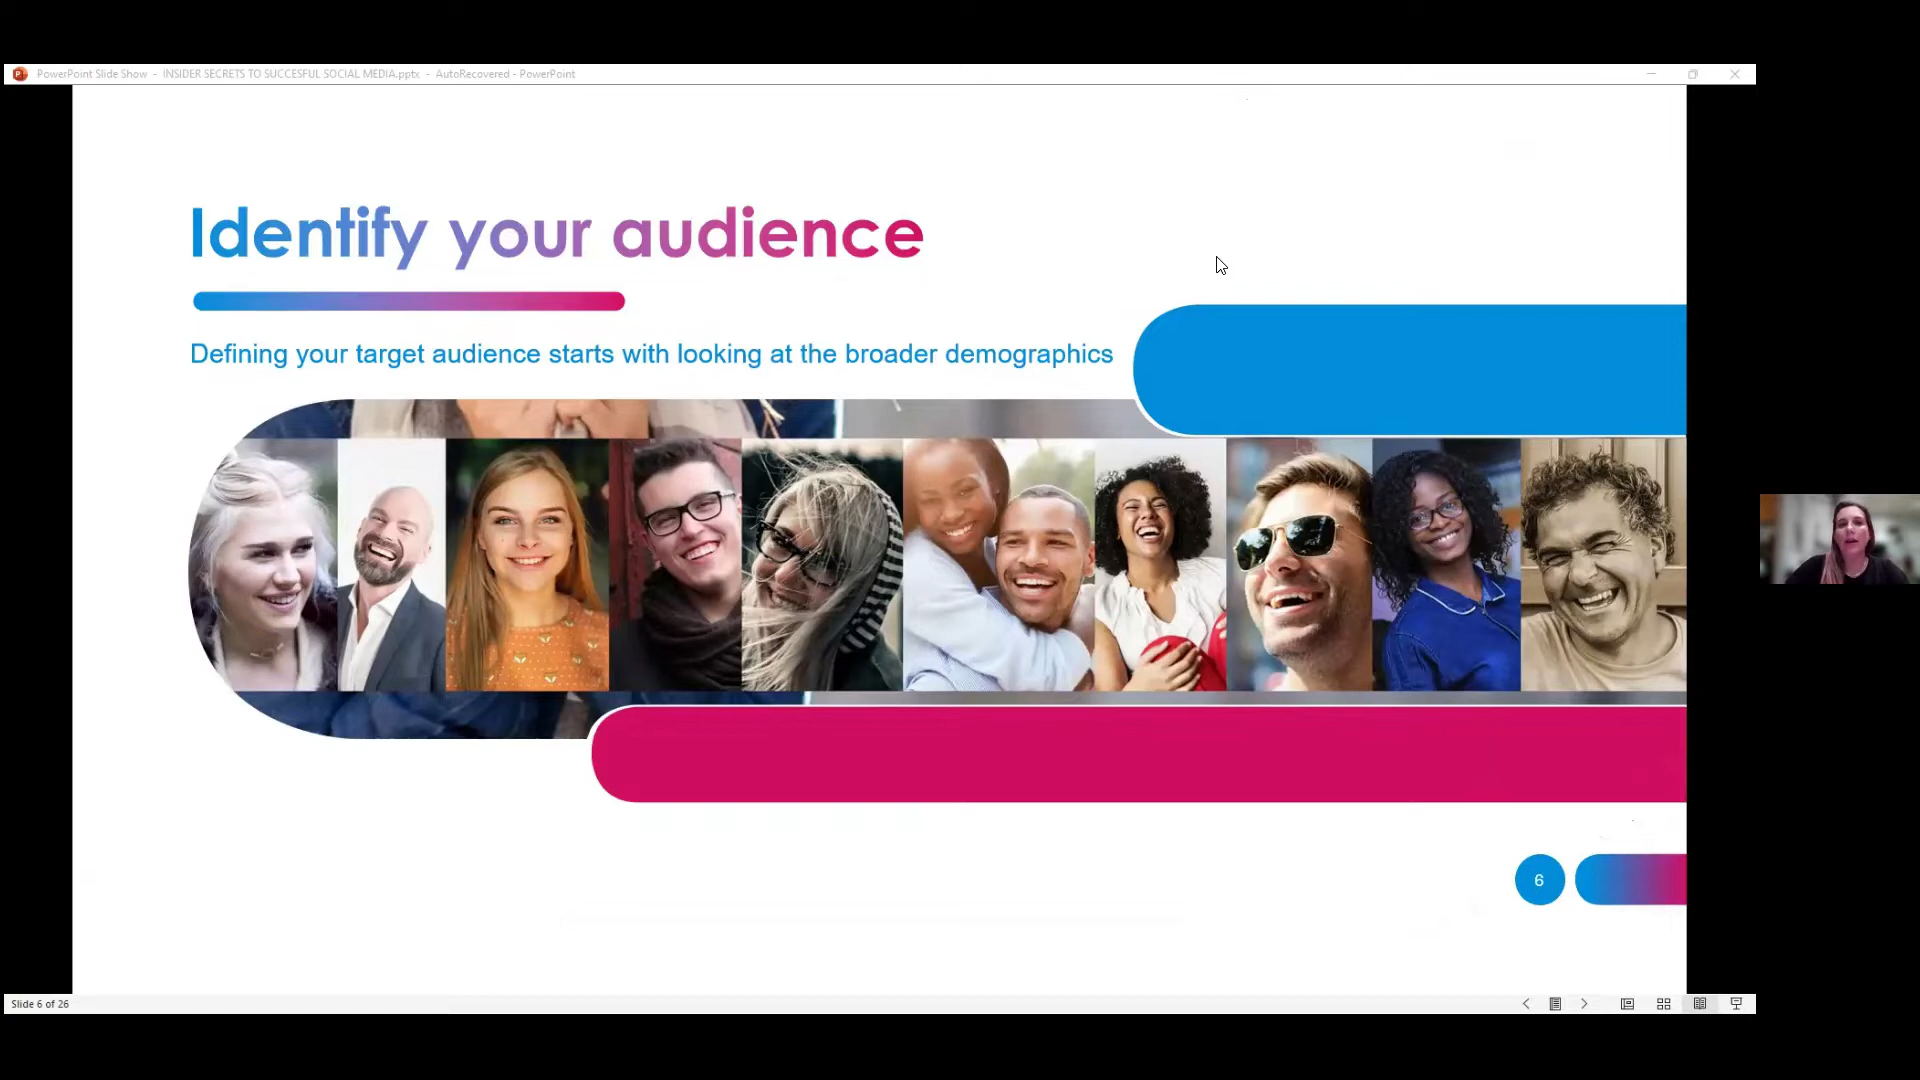 PowerPoint Slide Show - INSIDER SECRETS TO SUCCESFUL SOCIAL MEDIA.pptx - AutoRecovered - PowerPoint
Identify your audience
Defining your target audience starts with looking at the broader demographics
6
Slide 6 of 26